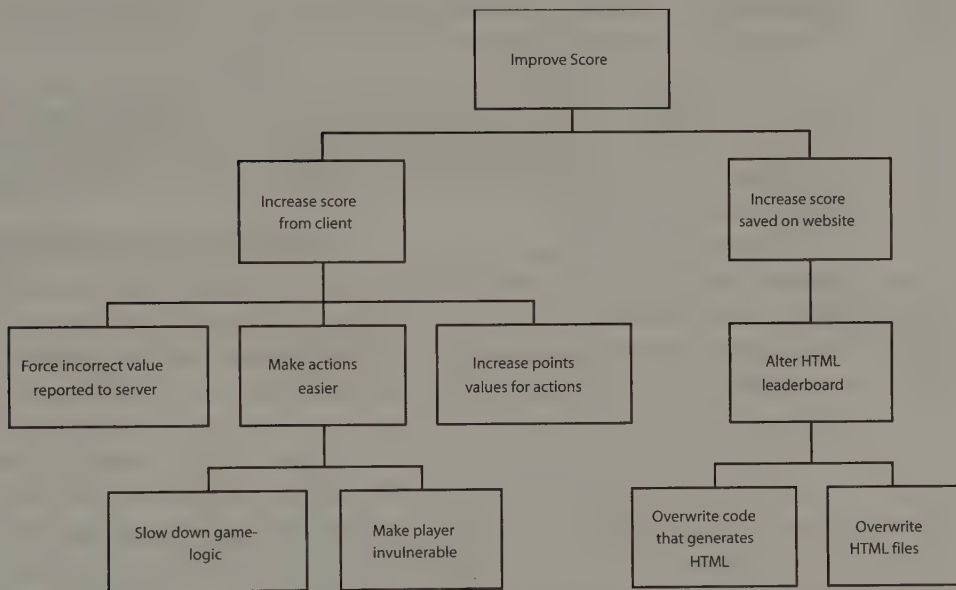 Improve Score
Increase score
from client
Increase score
saved on website
Force incorrect value
reported to server
Make actions
easier
Increase points
values for actions
Alter HTML
leaderboard
Slow down game-
logic
Make player
invulnerable
Overwrite code
that generates
HTML
Overwrite
HTML files